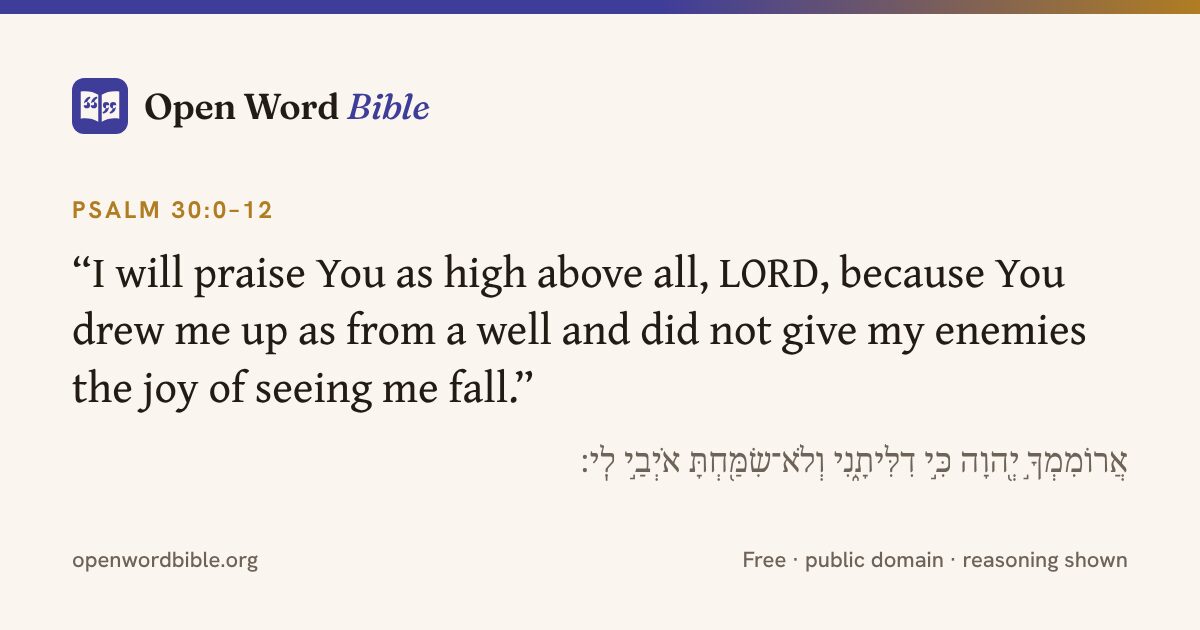 Open Word Bible
PSALM 30:0–12
“I will praise You as high above all, LORD, because You
drew me up as from a well and did not give my enemies
the joy of seeing me fall.”
אֲרוֹמִמְךָ֣ יְ֭הוָה כִּ֣י דִלִּיתָ֑נִי וְלֹא־שִׂמַּ֖חְתָּ אֹיְבַ֣י לִֽי׃
openwordbible.org
Free · public domain · reasoning shown